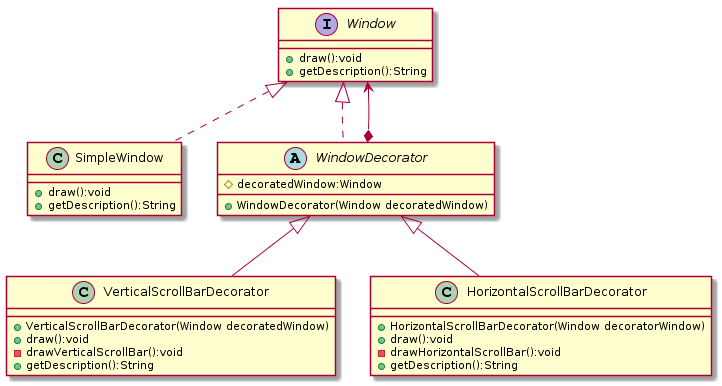 I Window
draw():void
getDescription():String
C SimpleWindow
draw():void
getDescription():String
A WindowDecorator
decoratedWindow:Window
WindowDecorator(Window decoratedWindow)
C VerticalScrollBarDecorator
VerticalScrollBarDecorator(Window decoratedWindow)
draw():void
drawVerticalScrollBar():void
getDescription():String
C HorizontalScrollBarDecorator
HorizontalScrollBarDecorator(Window decoratorWindow)
draw():void
drawHorizontalScrollBar():void
getDescription():String